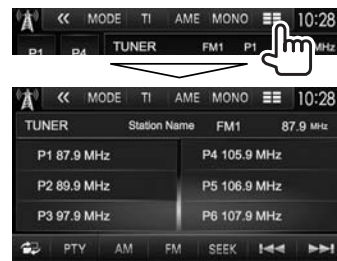 MODE TI AME MONO 10:28
P1 P4 TUNER FM1 P1 MHz
MODE TI AME MONO 10:28
TUNER Station Name FM1 87.9 MHz
P1 87.9 MHz P4 105.9 MHz
P2 89.9 MHz P5 106.9 MHz
P3 97.9 MHz P6 107.9 MHz
PTY AM FM SEEK